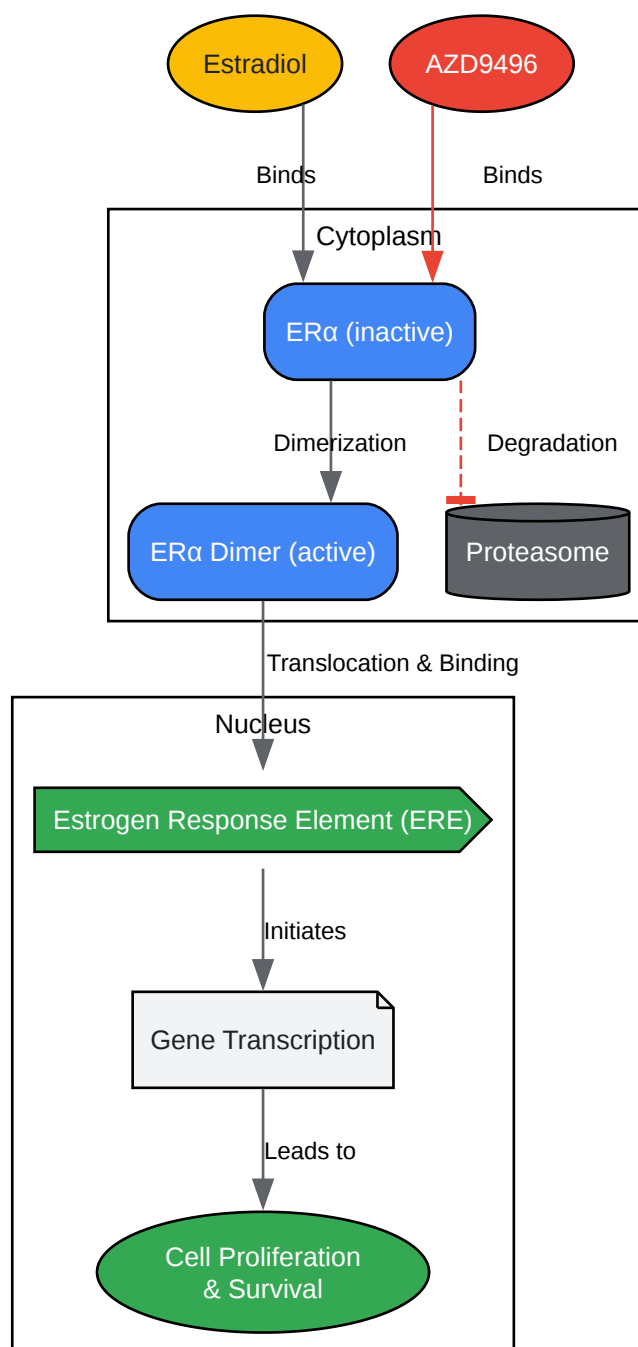 Estradiol
AZD9496
Binds
Binds
Cytoplasm
ERα (inactive)
Dimerization
Degradation
ERα Dimer (active)
Proteasome
Translocation & Binding
Nucleus
Estrogen Response Element (ERE)
Initiates
Gene Transcription
Leads to
Cell Proliferation
& Survival